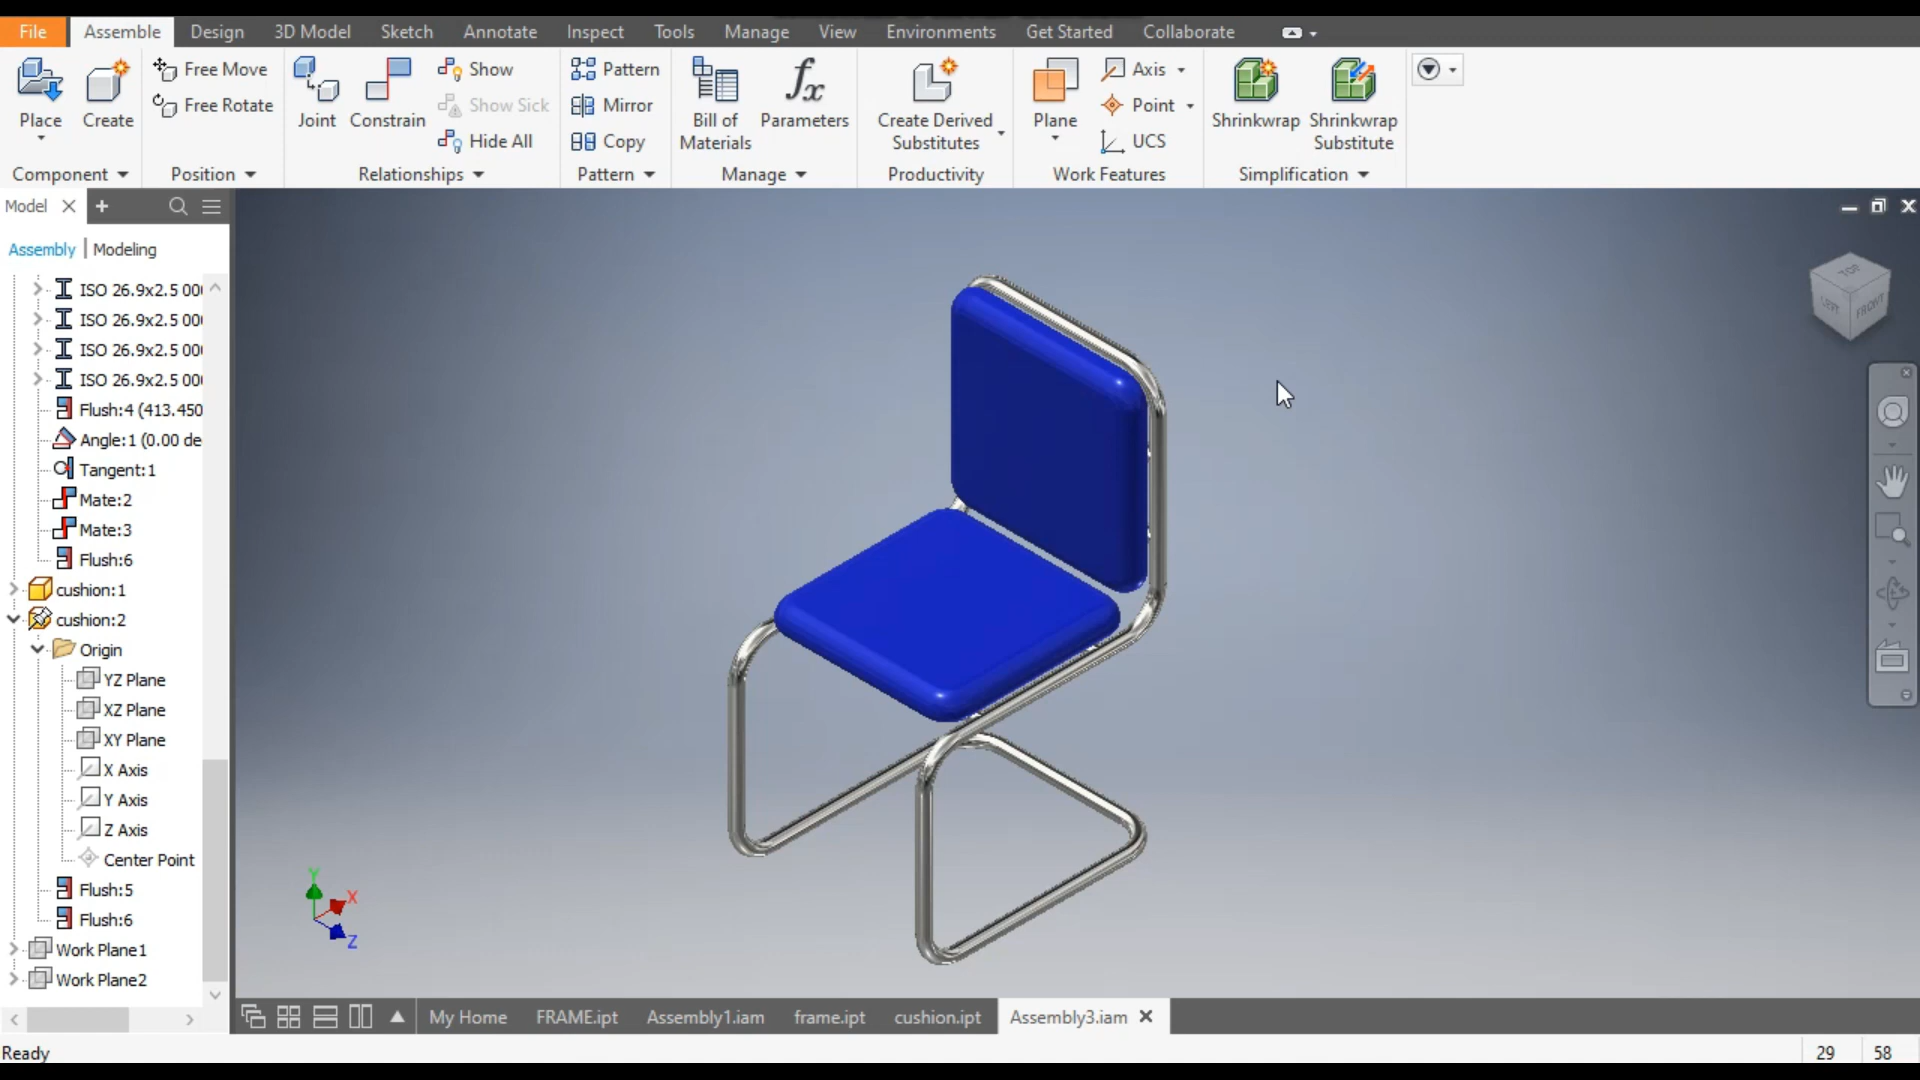 File Assemble Design 3D Model Sketch Annotate Inspect Tools Manage View Environments Get Started Collaborate
Place
Create
Free Move
Free Rotate
Joint
Constrain
Show
Show Sick
Hide All
Pattern
Mirror
Copy
Bill of
Materials
fx
Parameters
Create Derived
Substitutes
Plane
Axis
Point
UCS
Shrinkwrap
Shrinkwrap
Substitute
Component Position Relationships Pattern Manage Productivity Work Features Simplification
Model
Assembly | Modeling
ISO 26.9x2.5 00
ISO 26.9x2.5 00
ISO 26.9x2.5 00
ISO 26.9x2.5 00
Flush:4 (413.450
Angle:1 (0.00 de
Tangent:1
Mate:2
Mate:3
Flush:6
cushion:1
cushion:2
Origin
YZ Plane
XZ Plane
XY Plane
X Axis
Y Axis
Z Axis
Center Point
Flush:5
Flush:6
Work Plane1
Work Plane2
TOP
LEFT
FRONT
Y
X
Z
My Home FRAME.ipt Assembly1.iam frame.ipt cushion.ipt Assembly3.iam
Ready
29 58